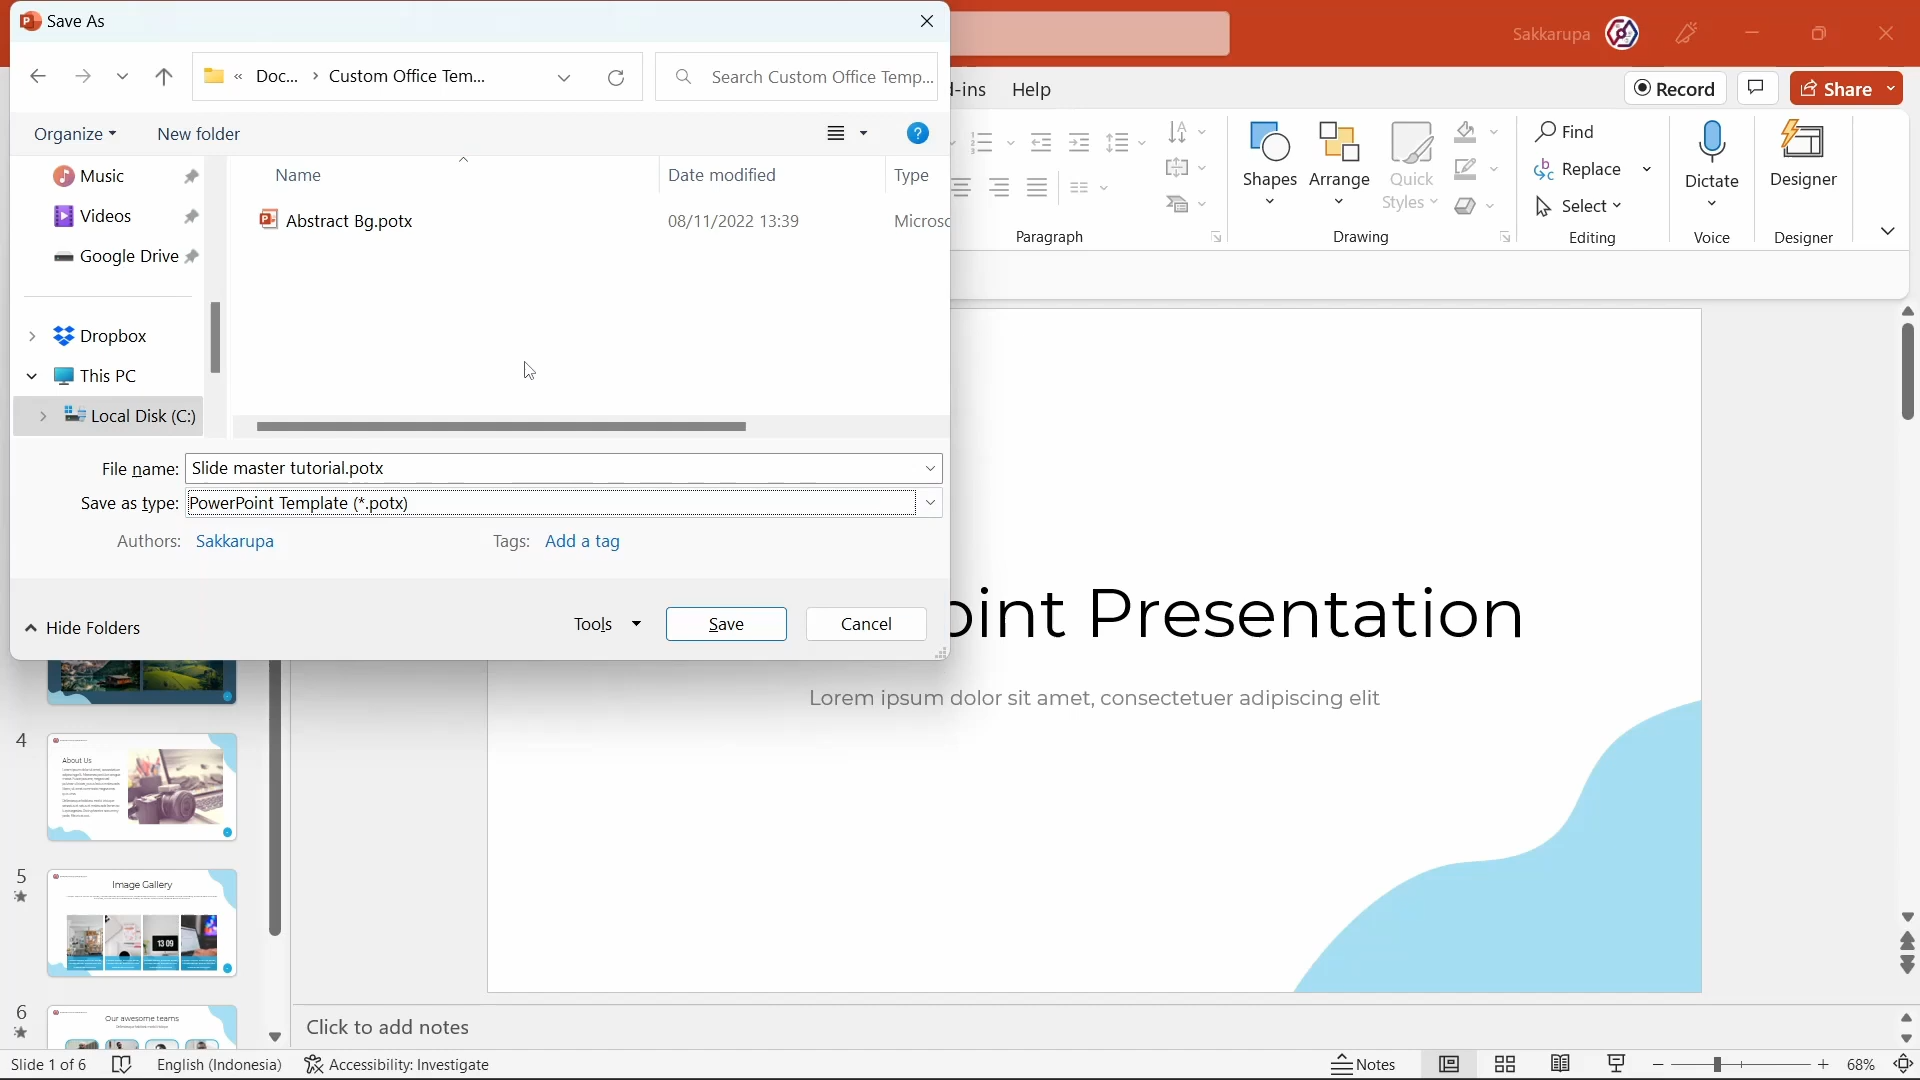 Save As
Sakkarupa
« Doc... › Custom Office Tem...
Search Custom Office Temp...
d-ins
Help
Record
Share
Organize
New folder
Music
Videos
Google Drive
Dropbox
This PC
Local Disk (C:)
Name
Date modified
Type
Abstract Bg.potx
08/11/2022 13:39
Microsc
Shapes
Arrange
Quick Styles
Find
Replace
Select
Dictate
Designer
Paragraph
Drawing
Editing
Voice
Designer
File name:
Slide master tutorial.potx
Save as type:
PowerPoint Template (*.potx)
Authors:
Sakkarupa
Tags:
Add a tag
Hide Folders
Tools
Save
Cancel
oint Presentation
Lorem ipsum dolor sit amet, consectetuer adipiscing elit
4
About Us
5
Image Gallery
13 09
6
Our awesome teams
Click to add notes
Slide 1 of 6
English (Indonesia)
Accessibility: Investigate
Notes
68%